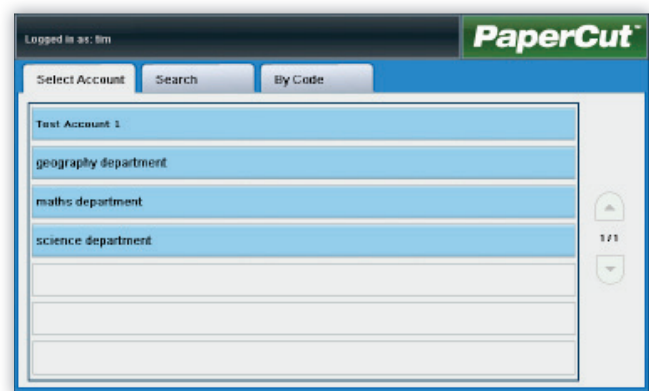 Logged in as: tim
PaperCut
Select Account Search By Code
Test Account 1
geography department
maths department
science department
1/1